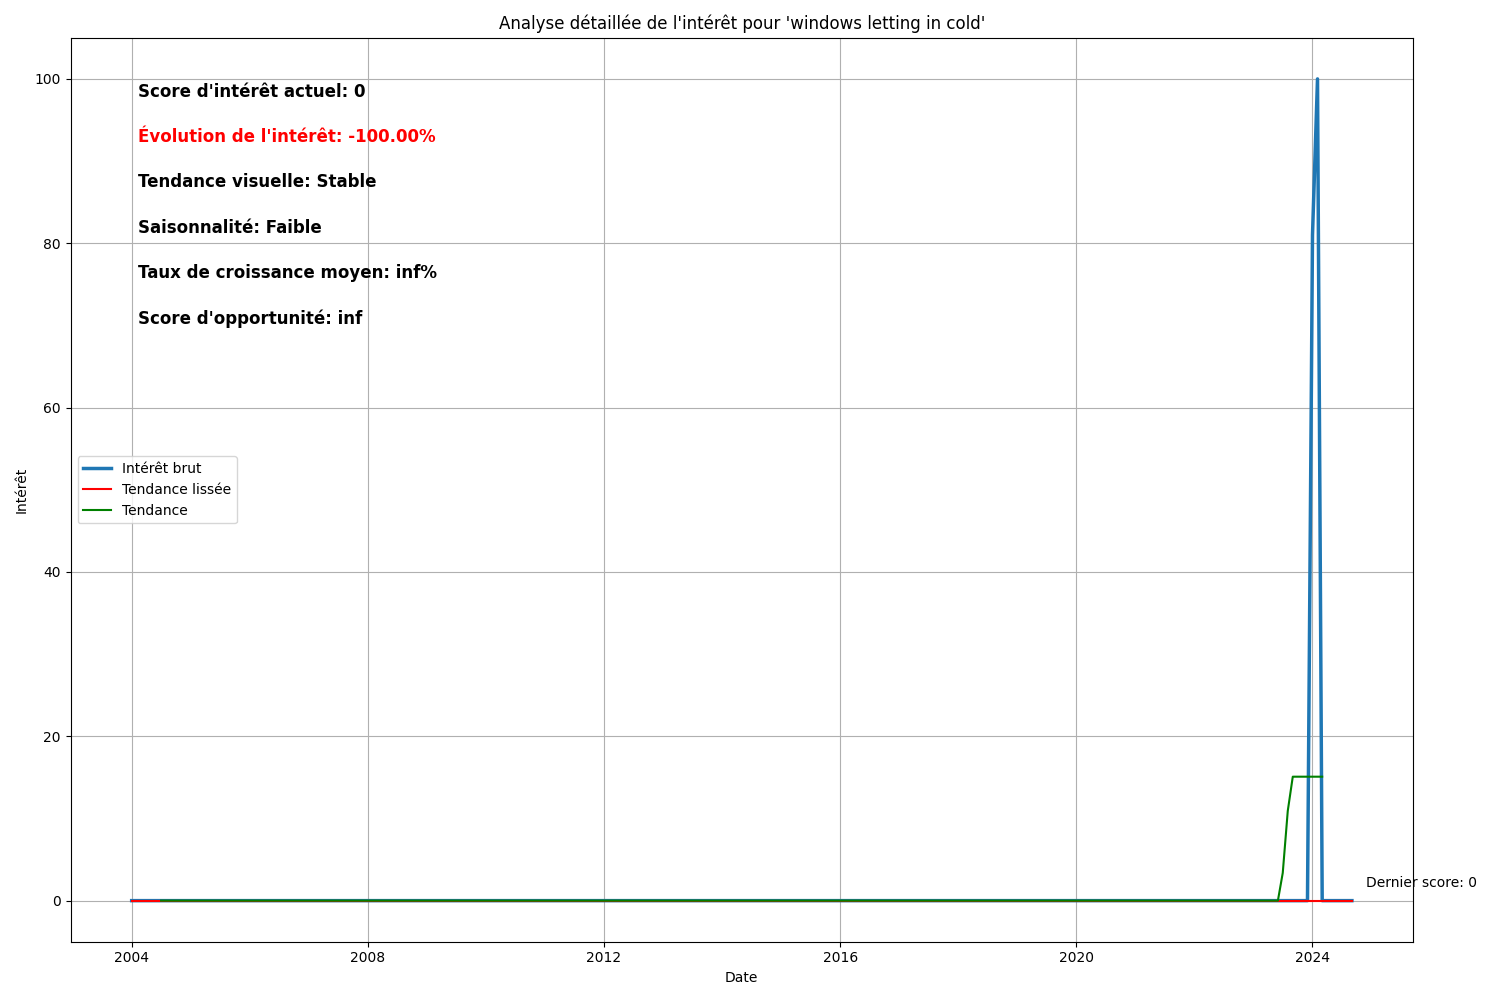 Analyse détaillée de l'intérêt pour 'windows letting in cold'
Score d'intérêt actuel: 0
Évolution de l'intérêt: -100.00%
Tendance visuelle: Stable
Saisonnalité: Faible
Taux de croissance moyen: inf%
Score d'opportunité: inf
Intérêt brut
Tendance lissée
Tendance
Intérêt
100
80
60
40
20
0
Dernier score: 0
2004 2008 2012 2016 2020 2024
Date